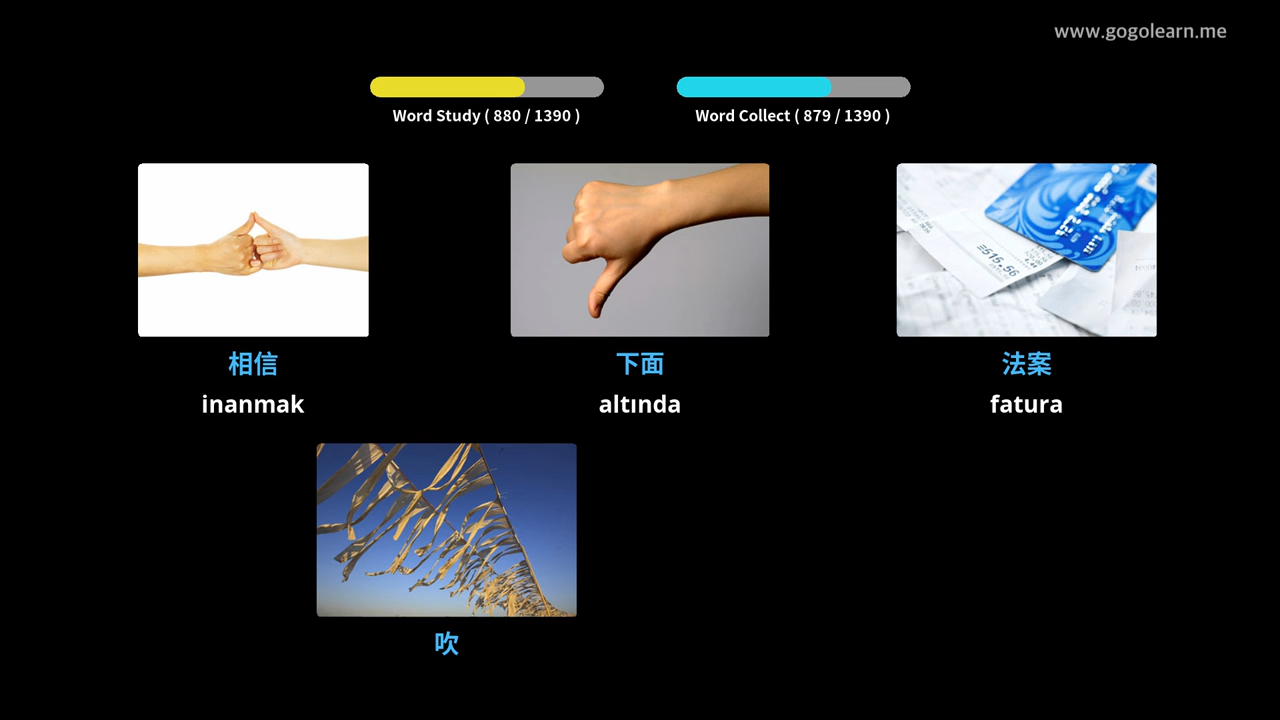 www.gogolearn.me
Word Study ( 880 / 1390 )
Word Collect ( 879 / 1390 )
相信
inanmak
下面
altında
法案
fatura
吹